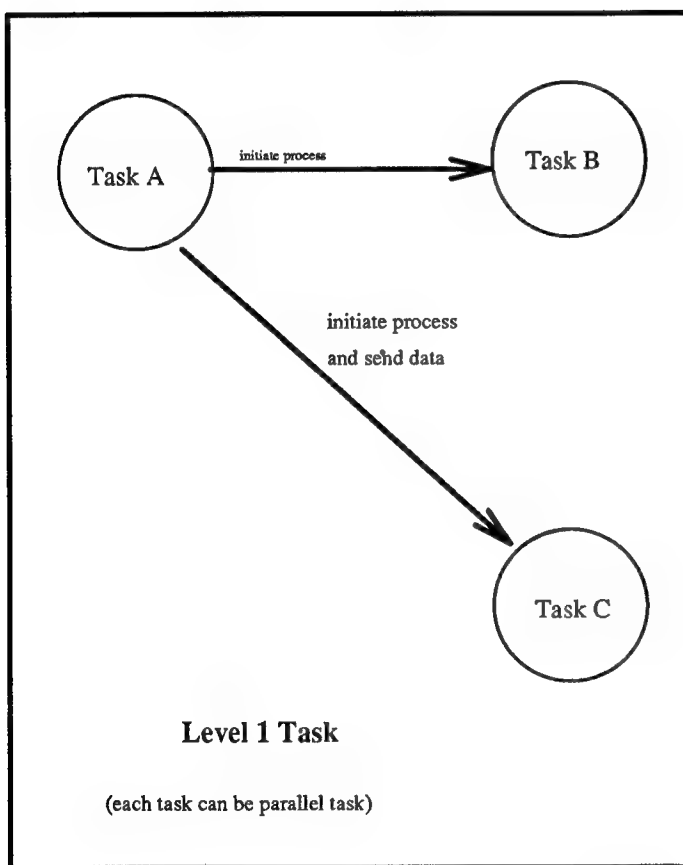 Task A
initiate process
Task B
initiate process
and send data
Task C
Level 1 Task
(each task can be parallel task)